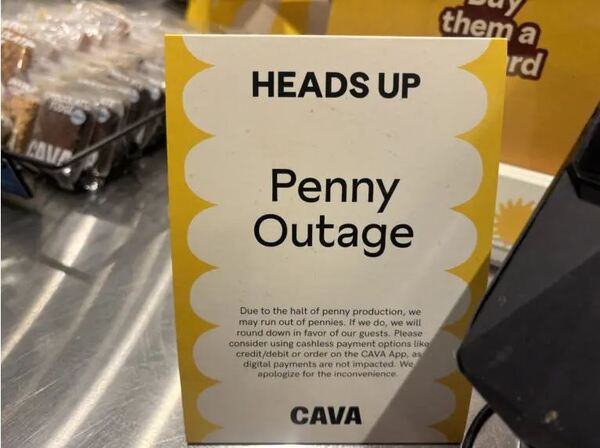 them a
HEADS UP
Penny
Outage
Due to the halt of penny production, we
may run out of pennies. If we do, we will
round down in favor of our guests. Please
consider using cashless payment options like
credit/debit or order on the CAVA App, as
digital payments are not impacted. We
apologize for the inconvenience.
CAVA
CAVA